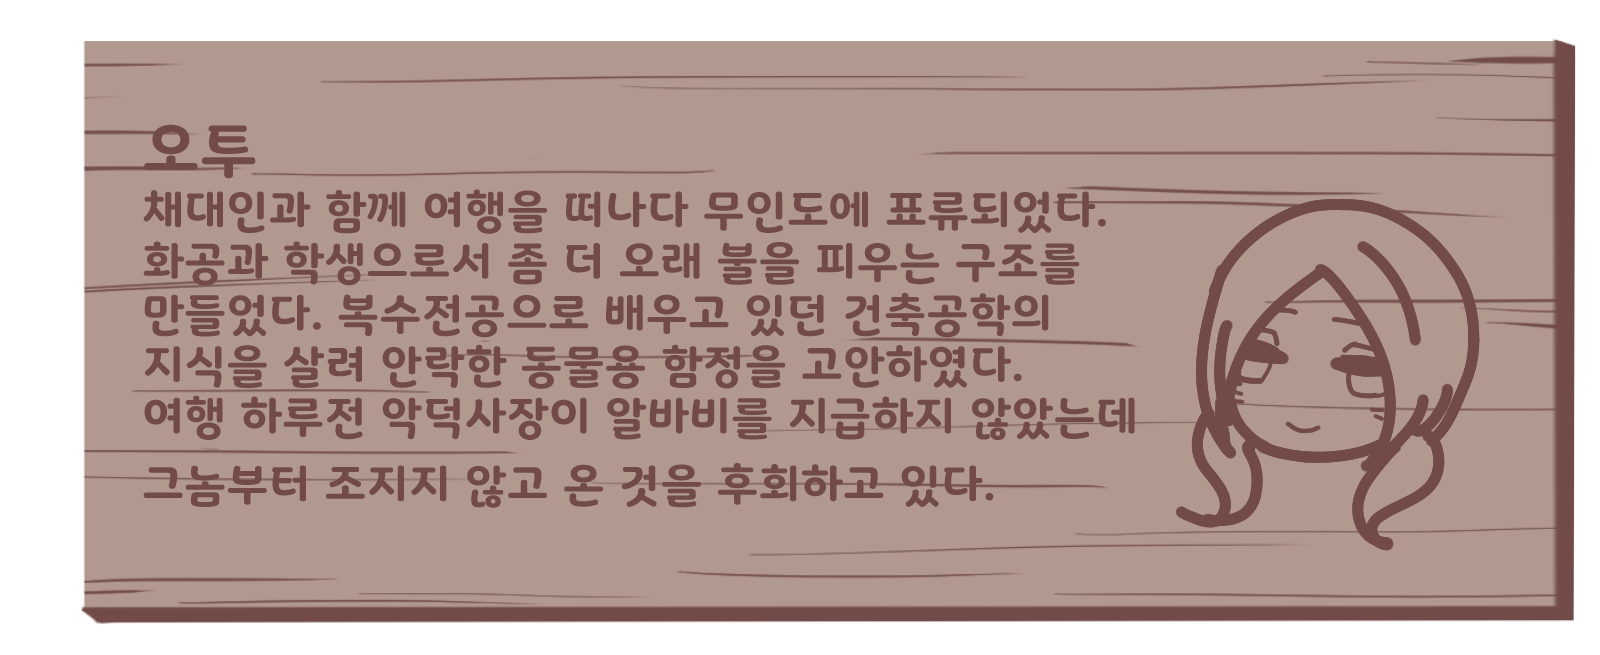 오투
채대인과 함께 여행을 떠나다 무인도에 표류되었다.
화공과 학생으로서 좀 더 오래 불을 피우는 구조를
만들었다. 복수전공으로 배우고 있던 건축공학의
지식을 살려 안락한 동물용 함정을 고안하였다.
여행 하루전 악덕사장이 알바비를 지급하지 않았는데
그놈부터 조지지 않고 온 것을 후회하고 있다.